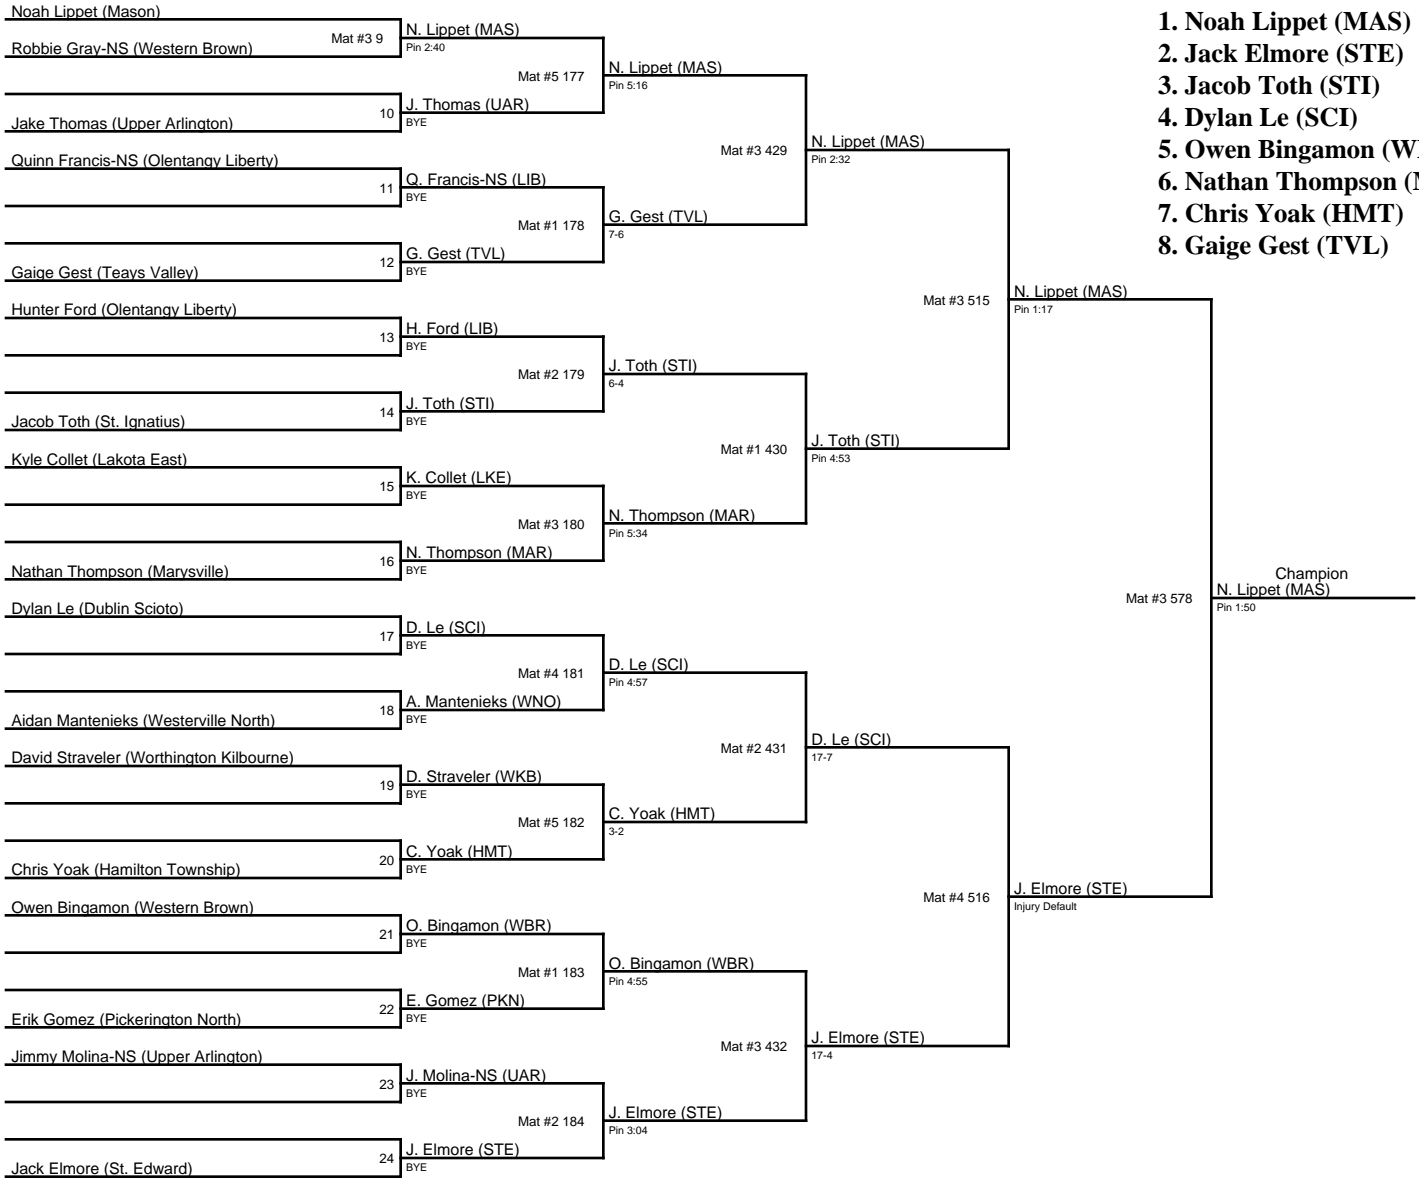 Noah Lippet (Mason)
Robbie Gray-NS (Western Brown)
Mat #3 9
N. Lippet (MAS)
Pin 2:40
Jake Thomas (Upper Arlington)
10
J. Thomas (UAR)
BYE
Mat #5 177
N. Lippet (MAS)
Pin 5:16
Quinn Francis-NS (Olentangy Liberty)
11
Q. Francis-NS (LIB)
BYE
Gaige Gest (Teays Valley)
12
G. Gest (TVL)
BYE
Mat #1 178
G. Gest (TVL)
7-6
Mat #3 429
N. Lippet (MAS)
Pin 2:32
Hunter Ford (Olentangy Liberty)
13
H. Ford (LIB)
BYE
Jacob Toth (St. Ignatius)
14
J. Toth (STI)
BYE
Mat #2 179
J. Toth (STI)
6-4
Kyle Collet (Lakota East)
15
K. Collet (LKE)
BYE
Nathan Thompson (Marysville)
16
N. Thompson (MAR)
BYE
Mat #3 180
N. Thompson (MAR)
Pin 5:34
Mat #1 430
J. Toth (STI)
Pin 4:53
Mat #3 515
N. Lippet (MAS)
Pin 1:17
Dylan Le (Dublin Scioto)
17
D. Le (SCI)
BYE
Aidan Mantenieks (Westerville North)
18
A. Mantenieks (WNO)
BYE
Mat #4 181
D. Le (SCI)
Pin 4:57
David Straveler (Worthington Kilbourne)
19
D. Straveler (WKB)
BYE
Chris Yoak (Hamilton Township)
20
C. Yoak (HMT)
BYE
Mat #5 182
C. Yoak (HMT)
3-2
Mat #2 431
D. Le (SCI)
17-7
Owen Bingamon (Western Brown)
21
O. Bingamon (WBR)
BYE
Erik Gomez (Pickerington North)
22
E. Gomez (PKN)
BYE
Mat #1 183
O. Bingamon (WBR)
Pin 4:55
Jimmy Molina-NS (Upper Arlington)
23
J. Molina-NS (UAR)
BYE
Jack Elmore (St. Edward)
24
J. Elmore (STE)
BYE
Mat #2 184
J. Elmore (STE)
Pin 3:04
Mat #3 432
J. Elmore (STE)
17-4
Mat #4 516
J. Elmore (STE)
Injury Default
Mat #3 578
Champion
N. Lippet (MAS)
Pin 1:50
1. Noah Lippet (MAS)
2. Jack Elmore (STE)
3. Jacob Toth (STI)
4. Dylan Le (SCI)
5. Owen Bingamon
6. Nathan Thompson
7. Chris Yoak (HMT)
8. Gaige Gest (TVL)